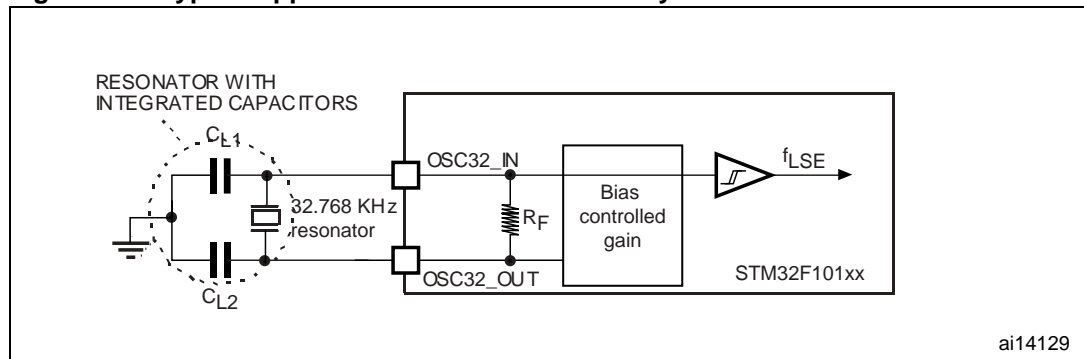 RESONATOR WITH
INTEGRATED CAPACITORS
CL1
OSC32_IN
fLSE
32.768 KHz
resonator
RF
Bias
controlled
gain
OSC32_OUT
STM32F101xx
CL2
ai14129